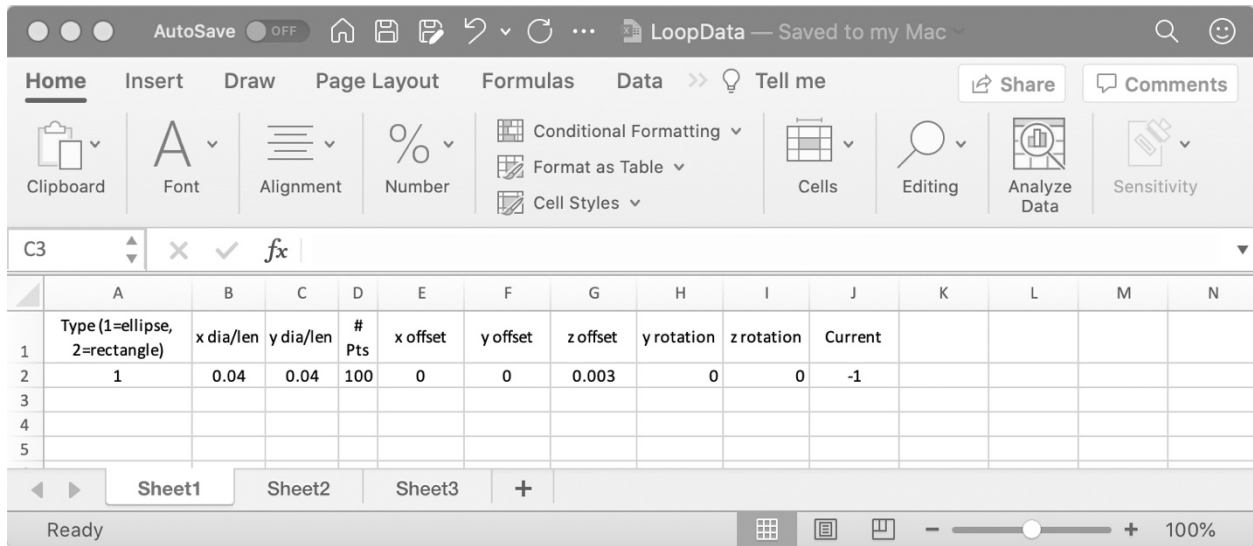 AutoSave OFF LoopData — Saved to my Mac
Home Insert Draw Page Layout Formulas Data >> Tell me Share Comments
Clipboard Font Alignment % Number Conditional Formatting Format as Table Cell Styles Cells Editing Analyze Data Sensitivity
C3 fx
A B C D E F G H I J K L M N
1 Type (1=ellipse, 2=rectangle) x dia/len y dia/len # Pts x offset y offset z offset y rotation z rotation Current
2 1 0.04 0.04 100 0 0 0.003 0 0 -1
3
4
5
Sheet1 Sheet2 Sheet3 +
Ready - + 100%